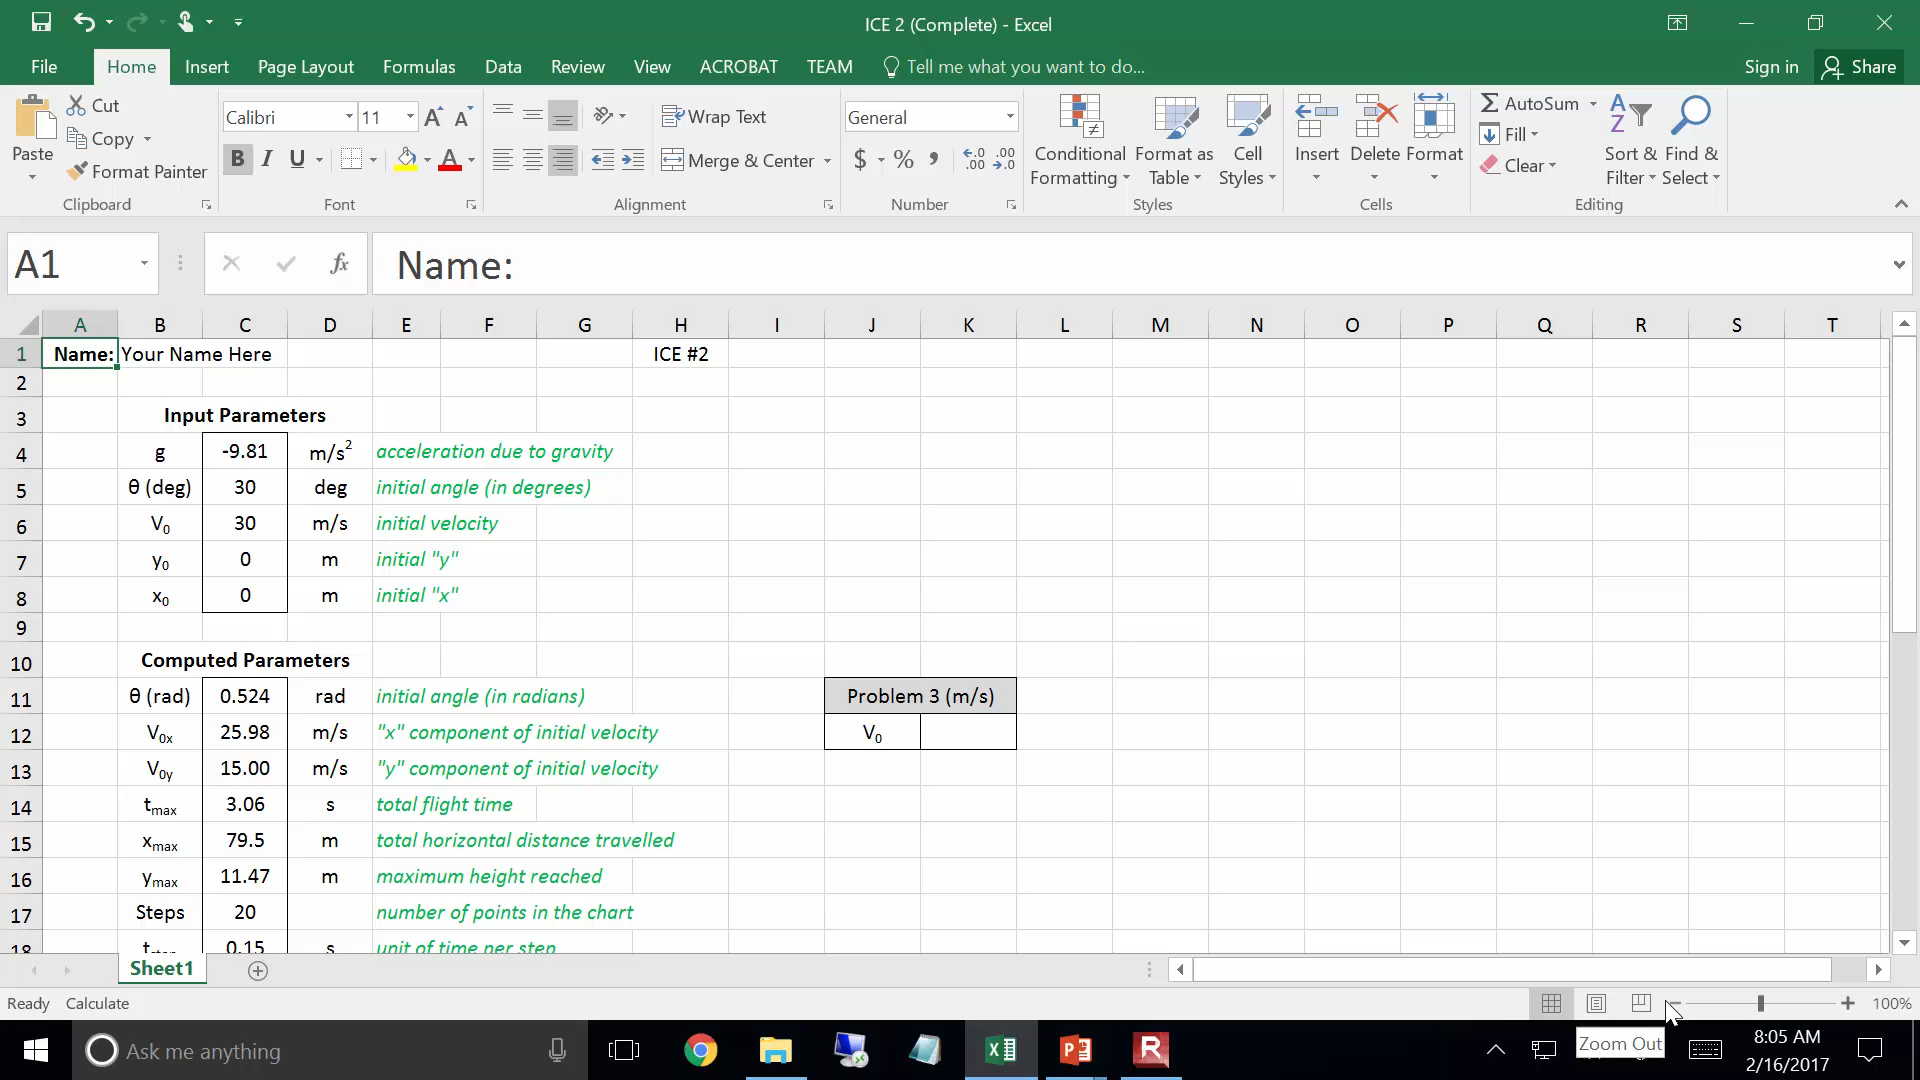 ICE 2 (Complete) - Excel
File Home Insert Page Layout Formulas Data Review View ACROBAT TEAM Tell me what you want to do... Sign in Share
Paste Cut Copy Format Painter Clipboard
Calibri 11 B I U A Font
Wrap Text Merge & Center Alignment
General $ % , Number
Conditional Formatting Format as Table Cell Styles Styles
Insert Delete Format Cells
AutoSum Fill Clear Sort & Filter Find & Select Editing
A1 fx Name:
A B C D E F G H I J K L M N O P Q R S T
1 Name: Your Name Here ICE #2
2
3 Input Parameters
4 g -9.81 m/s² acceleration due to gravity
5 θ (deg) 30 deg initial angle (in degrees)
6 V₀ 30 m/s initial velocity
7 y₀ 0 m initial "y"
8 x₀ 0 m initial "x"
9
10 Computed Parameters
11 θ (rad) 0.524 rad initial angle (in radians) Problem 3 (m/s)
12 V₀ₓ 25.98 m/s "x" component of initial velocity V₀
13 V0y 15.00 m/s "y" component of initial velocity
14 tmax 3.06 s total flight time
15 xmax 79.5 m total horizontal distance travelled
16 ymax 11.47 m maximum height reached
17 Steps 20 number of points in the chart
18 0.15 s unit of time per step
Sheet1
Ready Calculate 100%
Zoom Out
Ask me anything 8:05 AM
2/16/2017